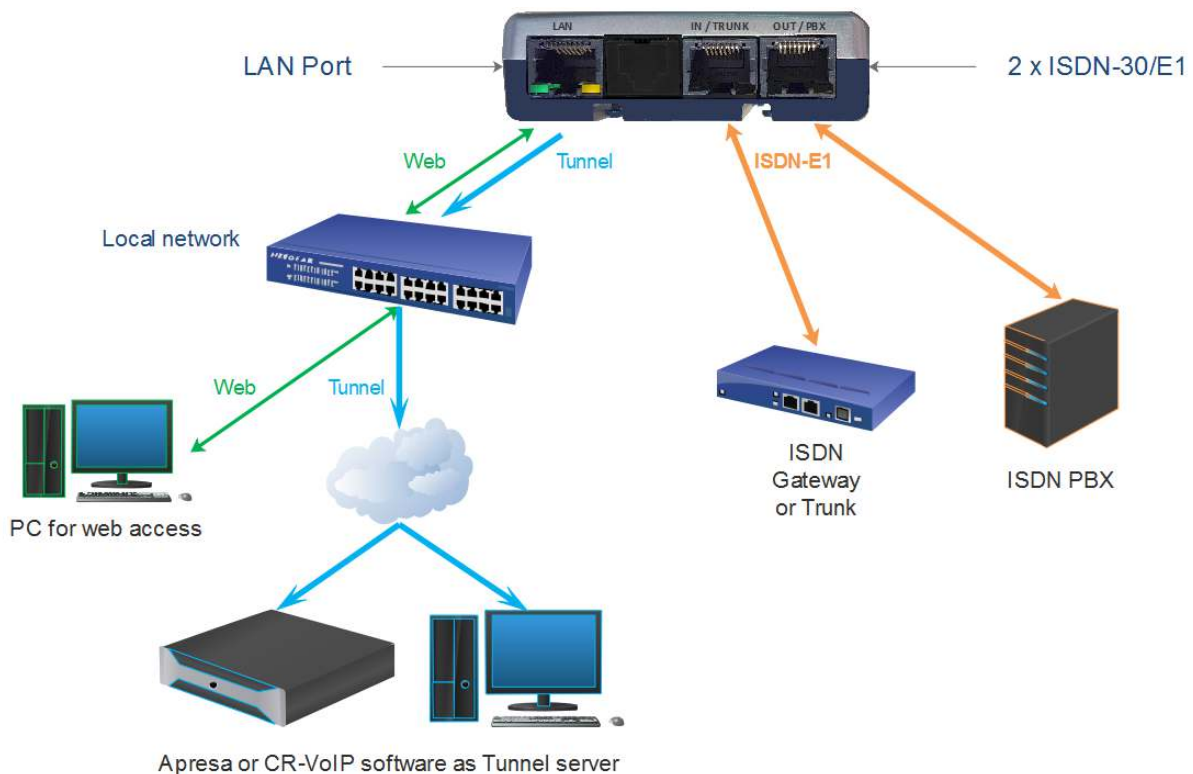 LAN
IN / TRUNK
OUT / PBX
LAN Port
2 x ISDN-30/E1
Web
Tunnel
ISDN-E1
Local network
NETGEAR
Web
Tunnel
PC for web access
ISDN
Gateway
or Trunk
ISDN PBX
Apresa or CR-VoIP software as Tunnel server